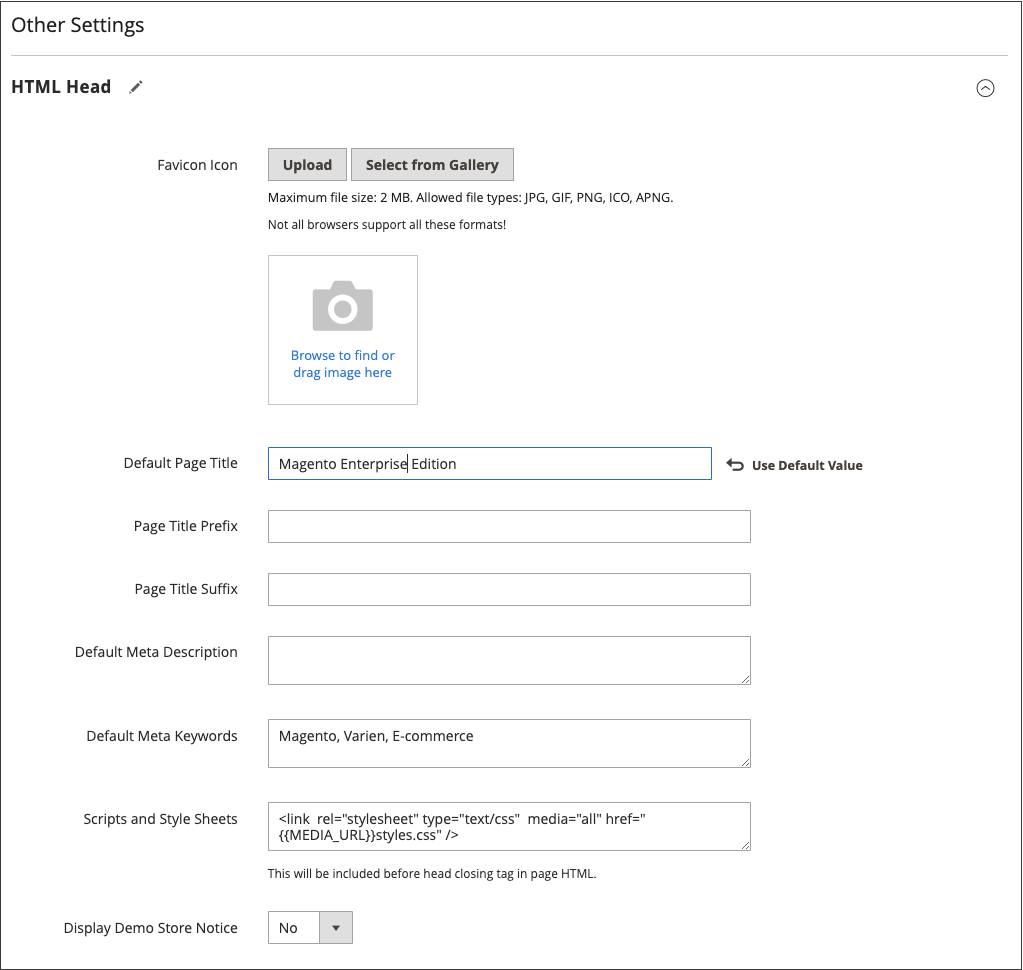 Other Settings
HTML Head
Favicon Icon
Upload
Select from Gallery
Maximum file size: 2 MB. Allowed file types: JPG, GIF, PNG, ICO, APNG.
Not all browsers support all these formats!
Browse to find or
drag image here
Default Page Title
Magento Enterprise Edition
Use Default Value
Page Title Prefix
Page Title Suffix
Default Meta Description
Default Meta Keywords
Magento, Varien, E-commerce
Scripts and Style Sheets
<link  rel="stylesheet" type="text/css"  media="all" href="
{{MEDIA_URL}}styles.css" />
This will be included before head closing tag in page HTML.
Display Demo Store Notice
No